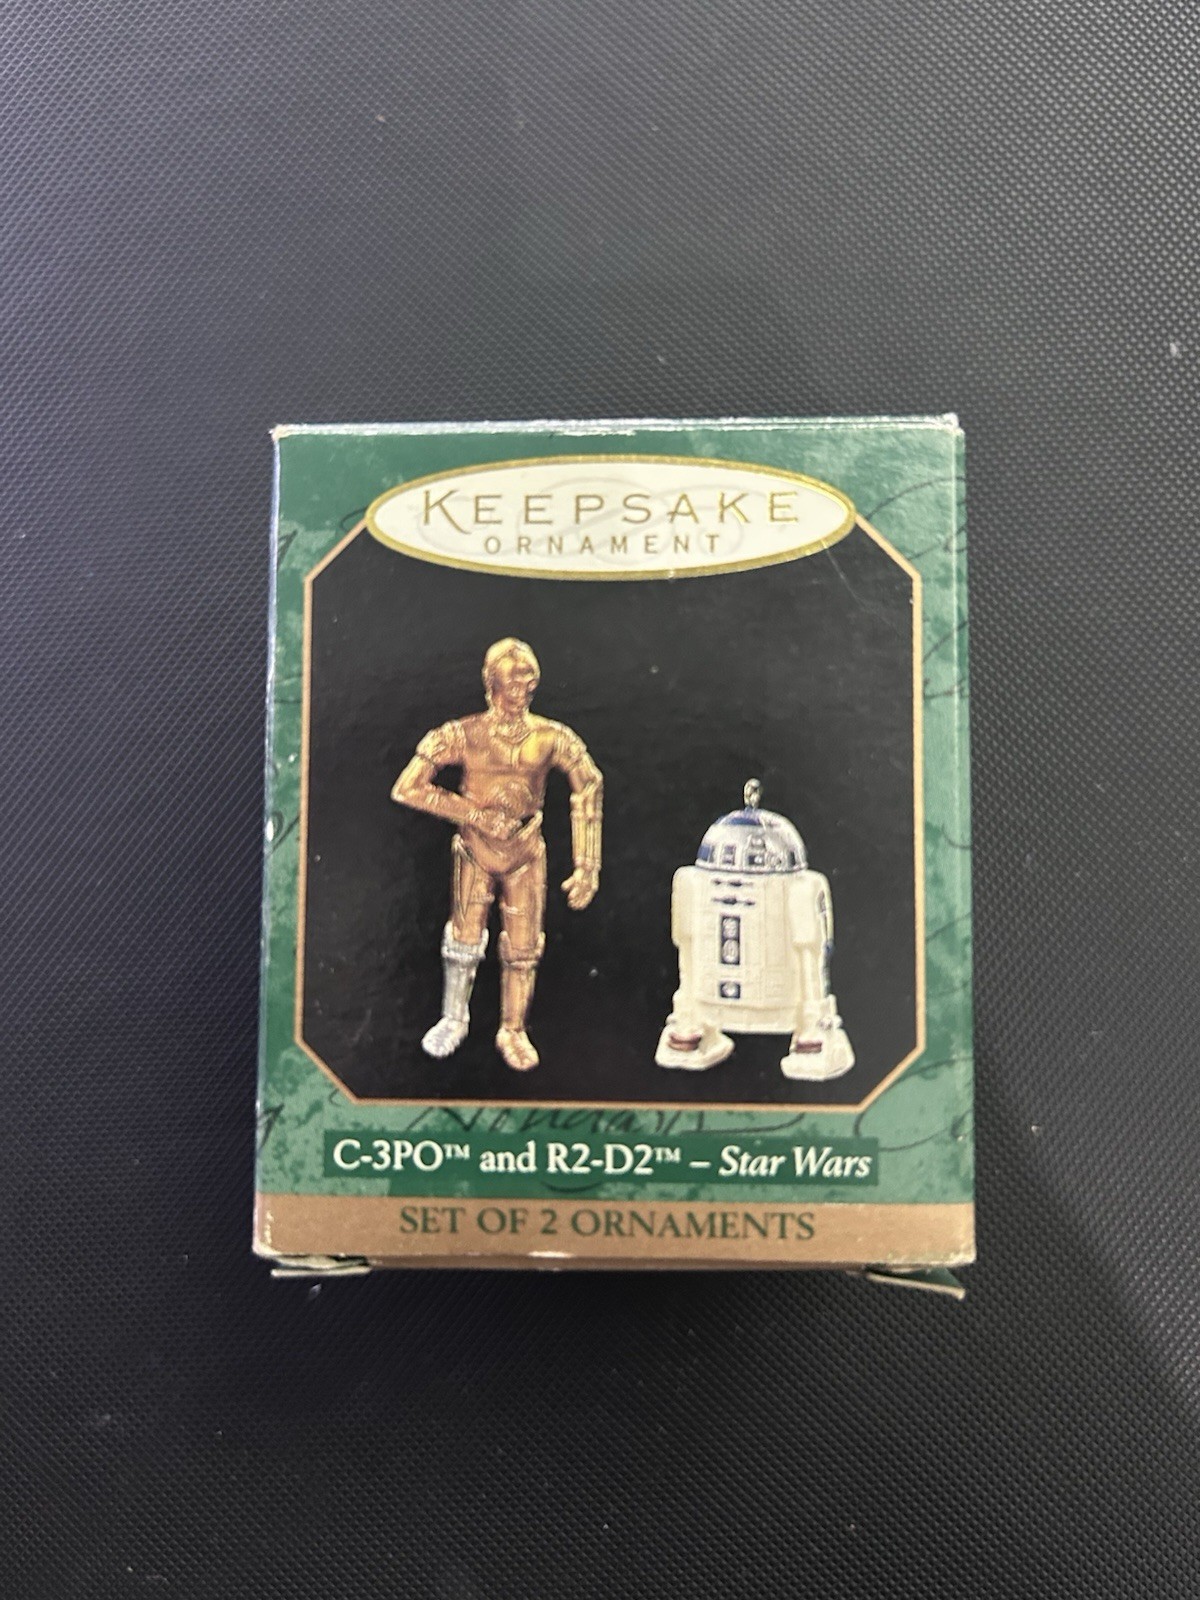 KEEPSAKE
ORNAMENT
C-3PO™ and R2-D2™ – Star Wars
SET OF 2 ORNAMENTS